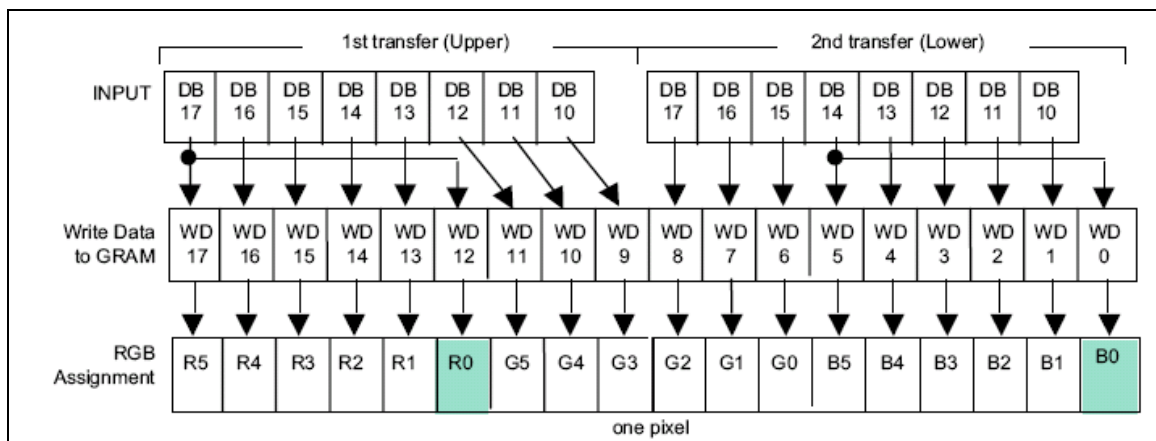 1st transfer (Upper) 2nd transfer (Lower)
INPUT DB 17 DB 16 DB 15 DB 14 DB 13 DB 12 DB 11 DB 10 DB 17 DB 16 DB 15 DB 14 DB 13 DB 12 DB 11 DB 10
Write Data to GRAM WD 17 WD 16 WD 15 WD 14 WD 13 WD 12 WD 11 WD 10 WD 9 WD 8 WD 7 WD 6 WD 5 WD 4 WD 3 WD 2 WD 1 WD 0
RGB Assignment R5 R4 R3 R2 R1 R0 G5 G4 G3 G2 G1 G0 B5 B4 B3 B2 B1 B0
one pixel